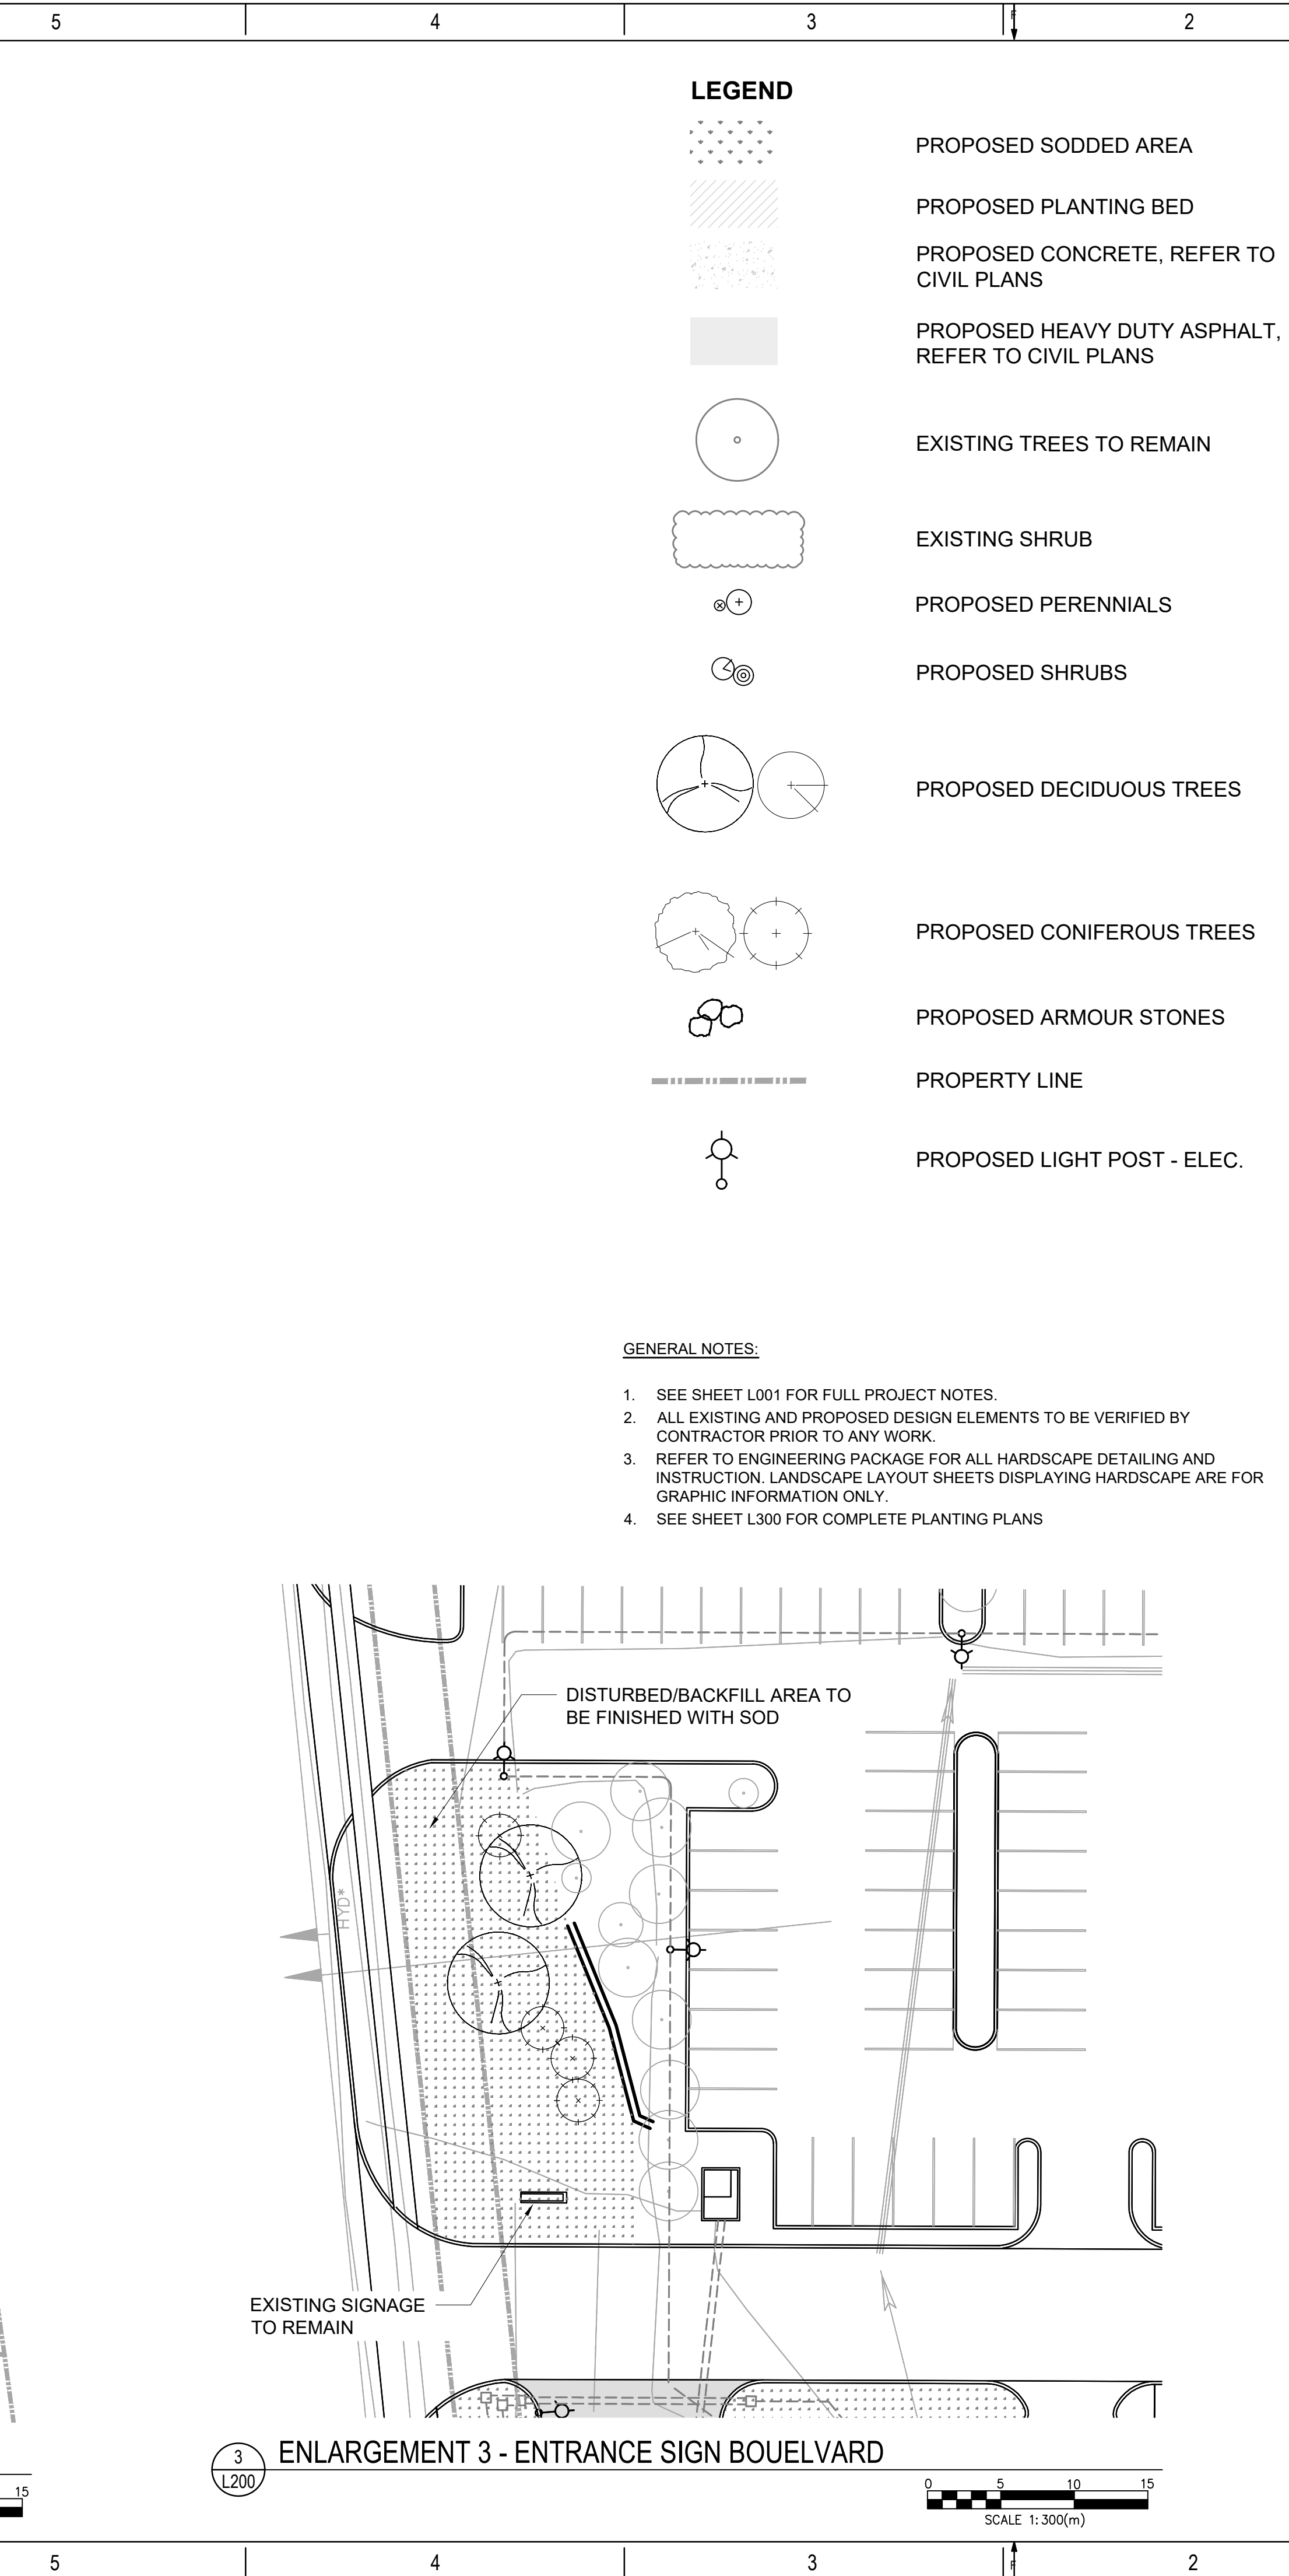 5 4 3 F 2
LEGEND
PROPOSED SODDED AREA
PROPOSED PLANTING BED
PROPOSED CONCRETE, REFER TO
CIVIL PLANS
PROPOSED HEAVY DUTY ASPHALT,
REFER TO CIVIL PLANS
EXISTING TREES TO REMAIN
EXISTING SHRUB
PROPOSED PERENNIALS
PROPOSED SHRUBS
PROPOSED DECIDUOUS TREES
PROPOSED CONIFEROUS TREES
PROPOSED ARMOUR STONES
PROPERTY LINE
PROPOSED LIGHT POST - ELEC.
GENERAL NOTES:
1. SEE SHEET L001 FOR FULL PROJECT NOTES.
2. ALL EXISTING AND PROPOSED DESIGN ELEMENTS TO BE VERIFIED BY
CONTRACTOR PRIOR TO ANY WORK.
3. REFER TO ENGINEERING PACKAGE FOR ALL HARDSCAPE DETAILING AND
INSTRUCTION. LANDSCAPE LAYOUT SHEETS DISPLAYING HARDSCAPE ARE FOR
GRAPHIC INFORMATION ONLY.
4. SEE SHEET L300 FOR COMPLETE PLANTING PLANS
DISTURBED/BACKFILL AREA TO
BE FINISHED WITH SOD
HYD*
EXISTING SIGNAGE
TO REMAIN
3
L200
ENLARGEMENT 3 - ENTRANCE SIGN BOUELVARD
15
0 5 10 15
SCALE 1:300(m)
5 4 3 F 2